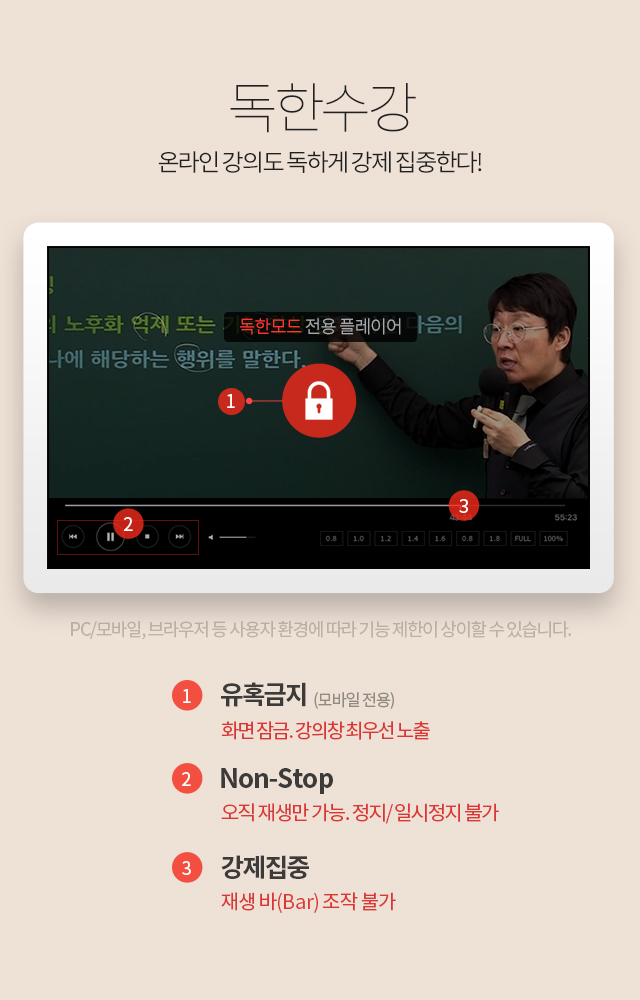 독한수강
온라인 강의도 독하게 강제 집중한다!
노후화 억제 또는
독한모드 전용 플레이어
다음의
나에 해당하는 행위를 말한다.
1
3
2
55:23
0.8 1.0 1.2 1.4 1.6 0.8 1.8 FULL 100%
PC/모바일, 브라우저 등 사용자 환경에 따라 기능 제한이 상이할 수 있습니다.
1 유혹금지 (모바일 전용)
화면 잠금. 강의창 최우선 노출
2 Non-Stop
오직 재생만 가능. 정지/일시정지 불가
3 강제집중
재생 바(Bar) 조작 불가